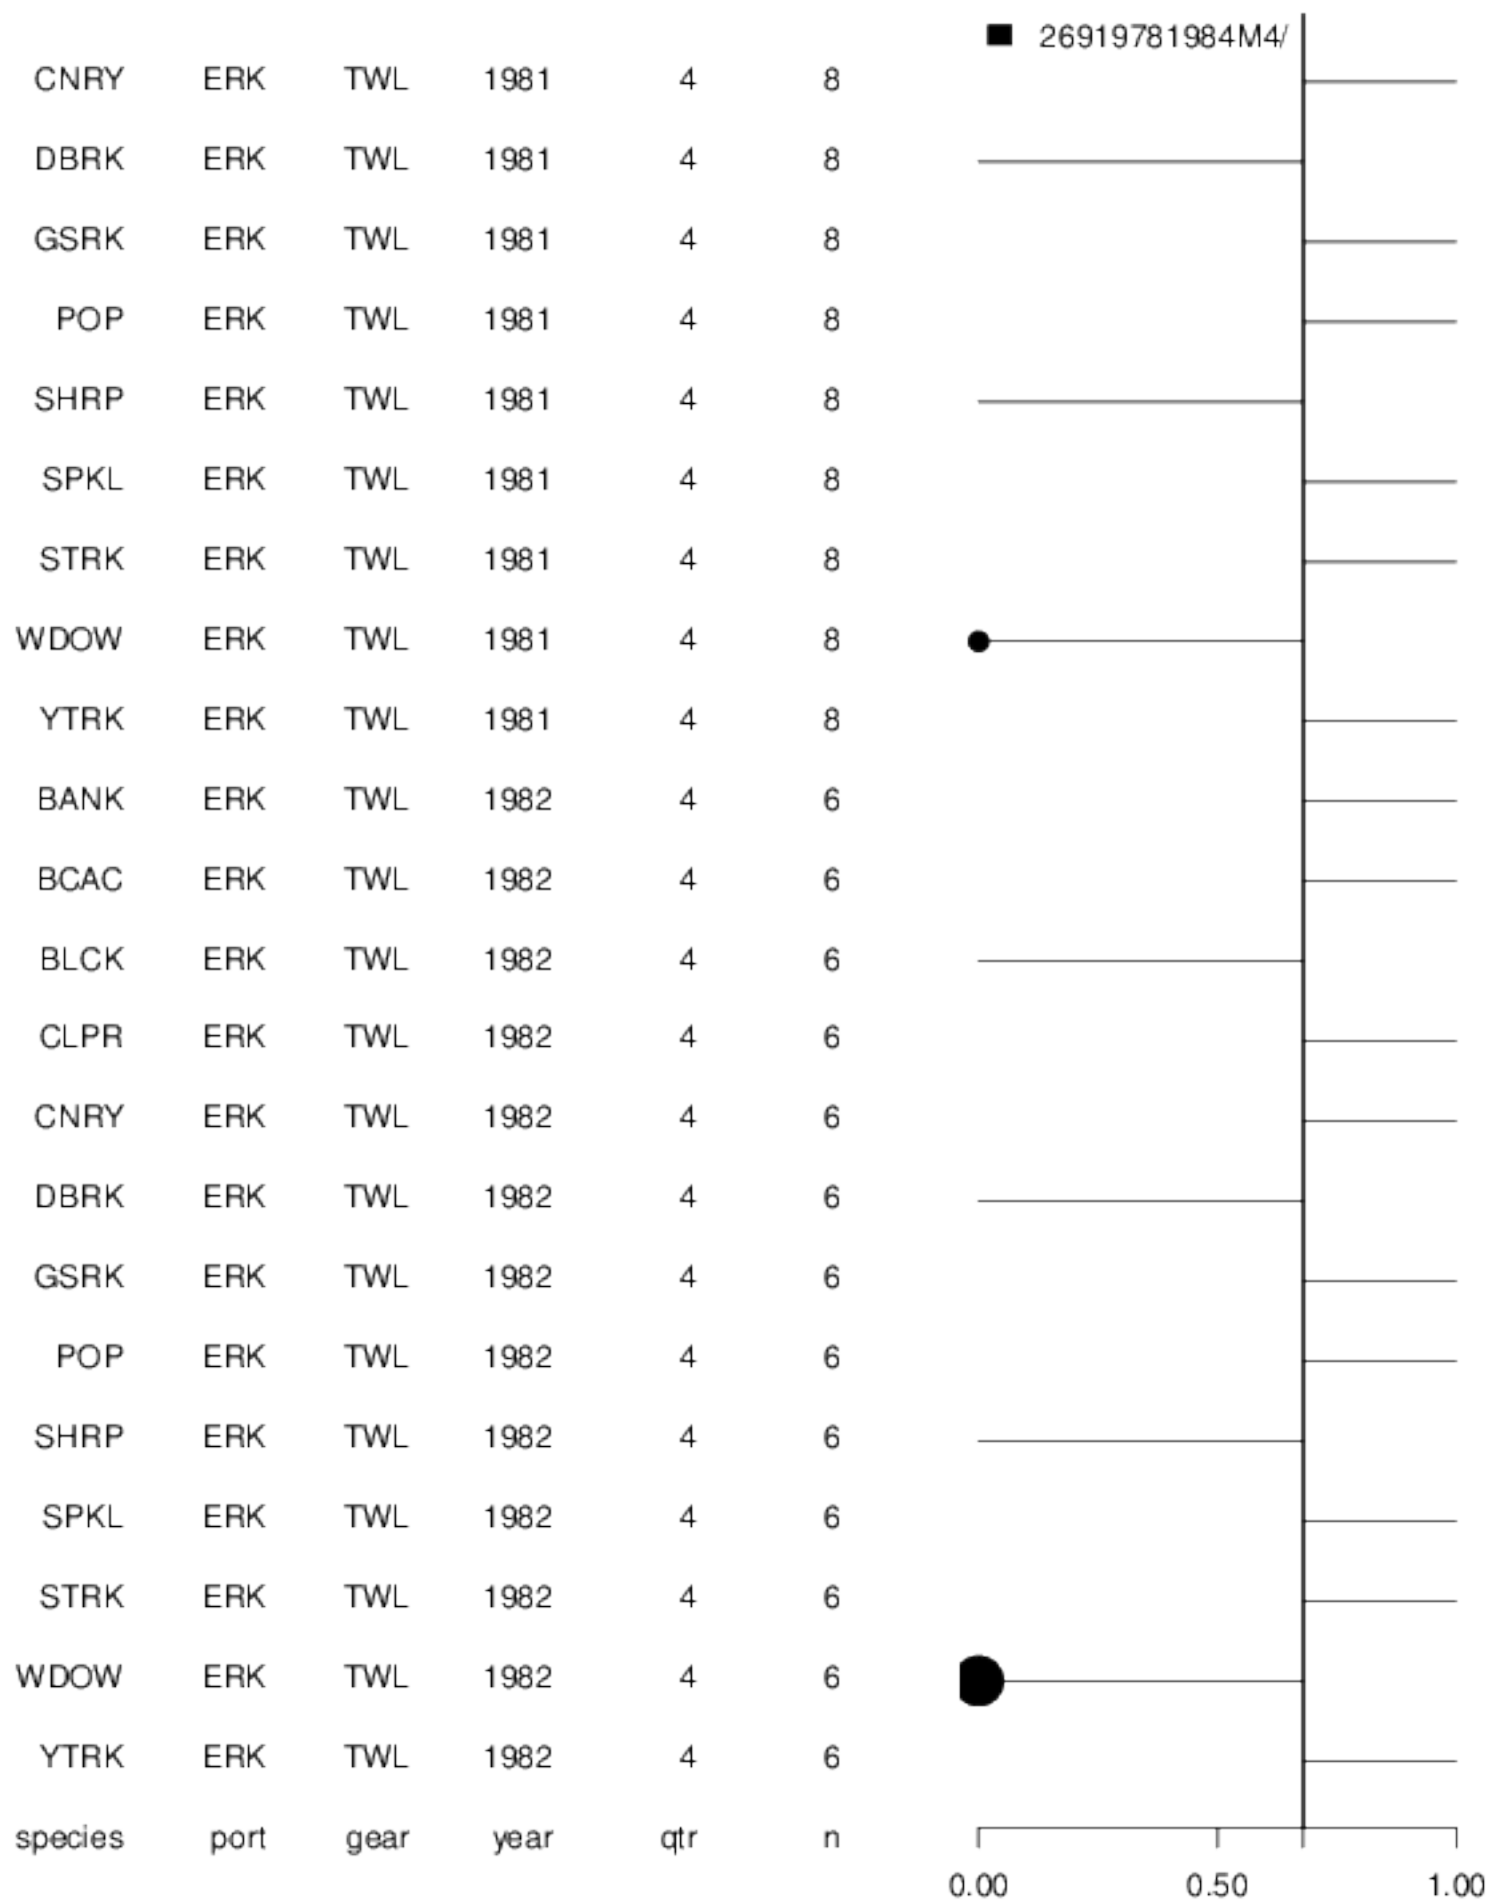 26919781984M4/
CNRY ERK TWL 1981 4 8
DBRK ERK TWL 1981 4 8
GSRK ERK TWL 1981 4 8
POP ERK TWL 1981 4 8
SHRP ERK TWL 1981 4 8
SPKL ERK TWL 1981 4 8
STRK ERK TWL 1981 4 8
WDOW ERK TWL 1981 4 8
YTRK ERK TWL 1981 4 8
BANK ERK TWL 1982 4 6
BCAC ERK TWL 1982 4 6
BLCK ERK TWL 1982 4 6
CLPR ERK TWL 1982 4 6
CNRY ERK TWL 1982 4 6
DBRK ERK TWL 1982 4 6
GSRK ERK TWL 1982 4 6
POP ERK TWL 1982 4 6
SHRP ERK TWL 1982 4 6
SPKL ERK TWL 1982 4 6
STRK ERK TWL 1982 4 6
WDOW ERK TWL 1982 4 6
YTRK ERK TWL 1982 4 6
species port gear year qtr n
0.00 0.50 1.00